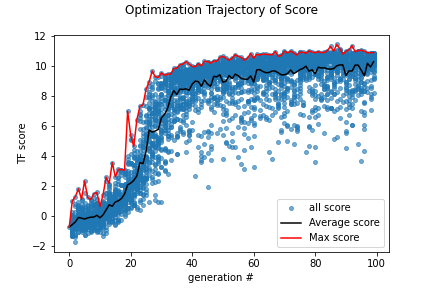 Optimization Trajectory of Score
12
10
8
6
4
2
0
−2
TF score
0
20
40
60
80
100
generation #
all score
Average score
Max score